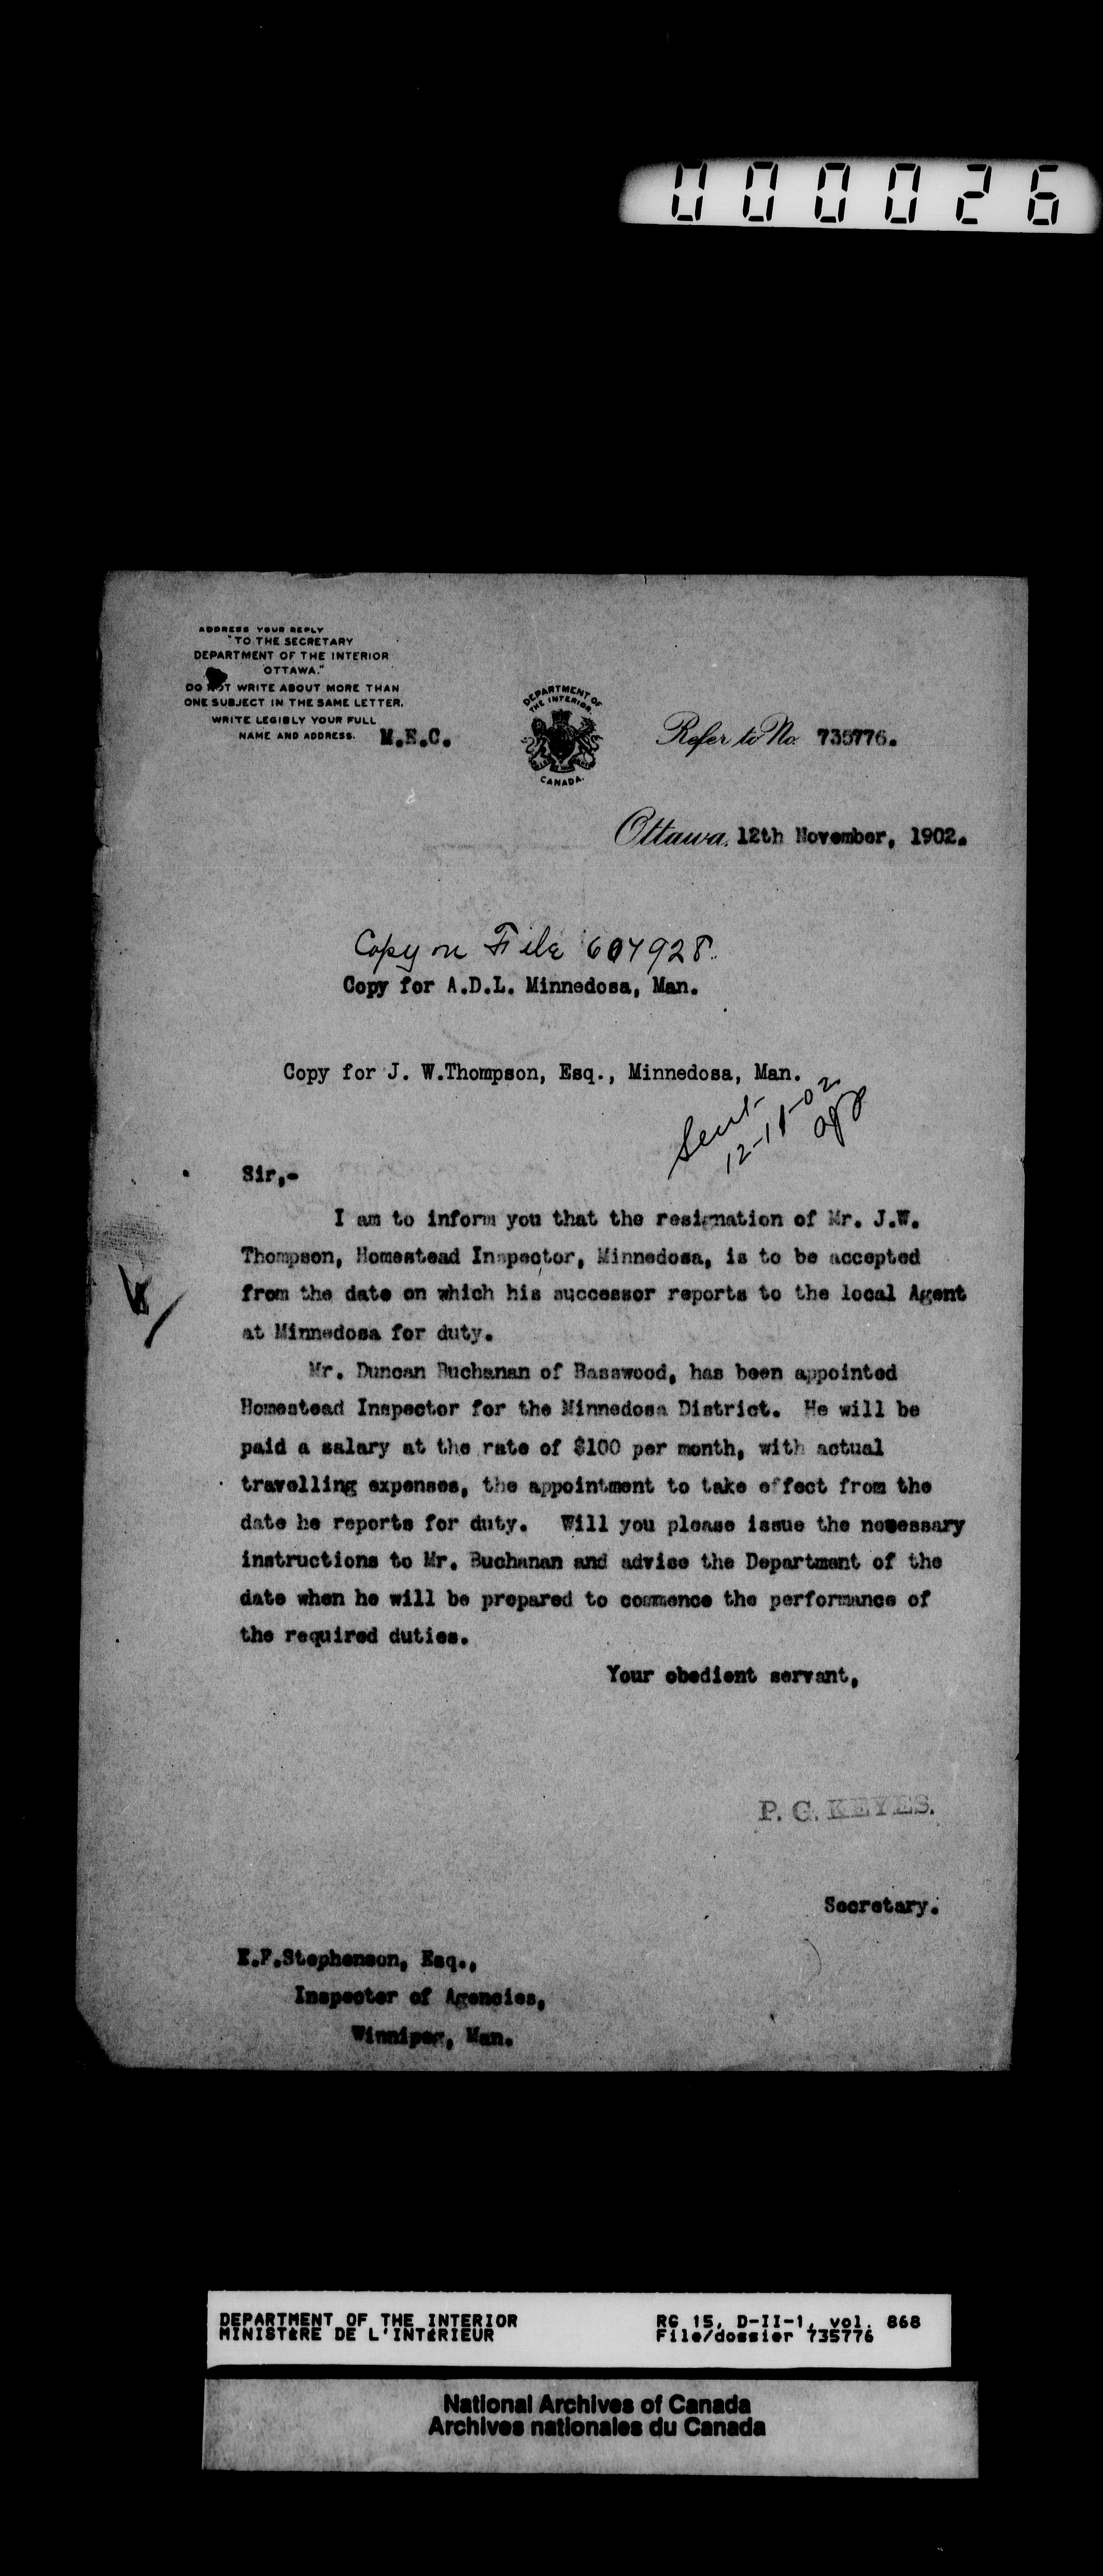 000026
ADDRESS YOUR REPLY
"TO THE SECRETARY
DEPARTMENT OF THE INTERIOR
OTTAWA."
DO NOT WRITE ABOUT MORE THAN
ONE SUBJECT IN THE SAME LETTER.
WRITE LEGIBLY YOUR FULL
NAME AND ADDRESS. M.E.C.
DEPARTMENT OF
THE INTERIOR.
CANADA.
Refer to No. 735776.
Ottawa, 12th November, 1902.
Copy on File 604928.
Copy for A.D.L. Minnedosa, Man.
Copy for J. W.Thompson, Esq., Minnedosa, Man.
Sent
12-11-02
Sir,-
I am to inform you that the resignation of Mr. J.W.
Thompson, Homestead Inspector, Minnedosa, is to be accepted
from the date on which his successor reports to the local Agent
at Minnedosa for duty.
Mr. Duncan Buchanan of Basswood, has been appointed
Homestead Inspector for the Minnedosa District. He will be
paid a salary at the rate of $100 per month, with actual
travelling expenses, the appointment to take effect from the
date he reports for duty. Will you please issue the necessary
instructions to Mr. Buchanan and advise the Department of the
date when he will be prepared to commence the performance of
the required duties.
Your obedient servant,
P. G. KEYES.
Secretary.
E.F.Stephenson, Esq.,
Inspector of Agencies,
Winnipeg, Man.
DEPARTMENT OF THE INTERIOR RG 15, D-II-1, vol. 868
MINISTÈRE DE L'INTÉRIEUR File/dossier 735776
National Archives of Canada
Archives nationales du Canada